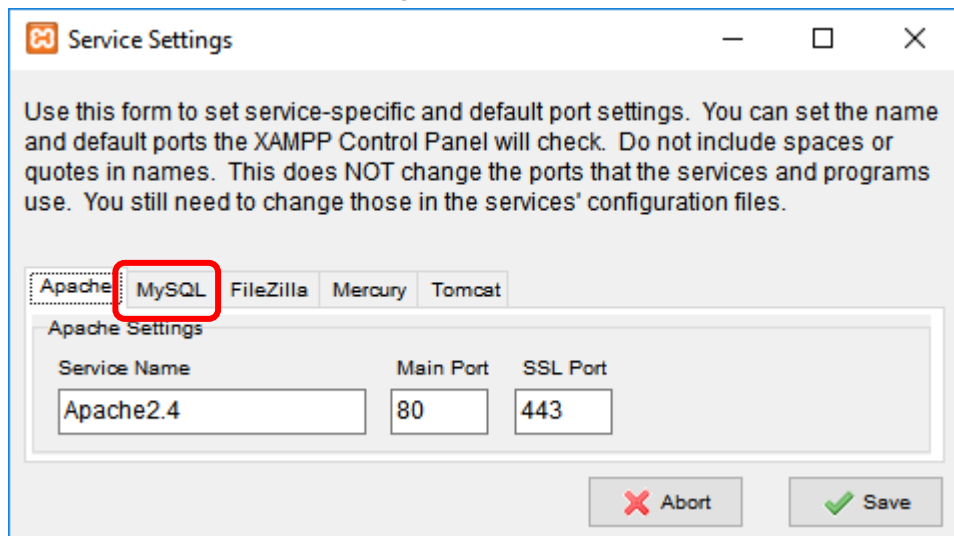 Service Settings
Use this form to set service-specific and default port settings.  You can set the name
and default ports the XAMPP Control Panel will check.  Do not include spaces or
quotes in names.  This does NOT change the ports that the services and programs
use.  You still need to change those in the services' configuration files.
Apache MySQL FileZilla Mercury Tomcat
Apache Settings
Service Name Main Port SSL Port
Apache2.4 80 443
Abort Save